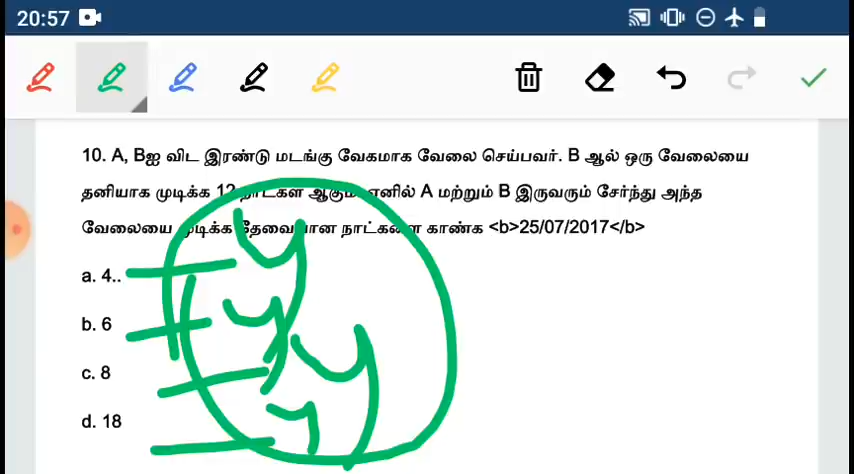 20:57
10. A, Bஐ விட இரண்டு மடங்கு வேகமாக வேலை செய்பவர். B ஆல் ஒரு வேலையை
தனியாக முடிக்க 12 நாட்கள் ஆகும் எனில் A மற்றும் B இருவரும் சேர்ந்து அந்த
வேலையை முடிக்க தேவையான நாட்களை காண்க <b>25/07/2017</b>
a. 4..
b. 6
c. 8
d. 18